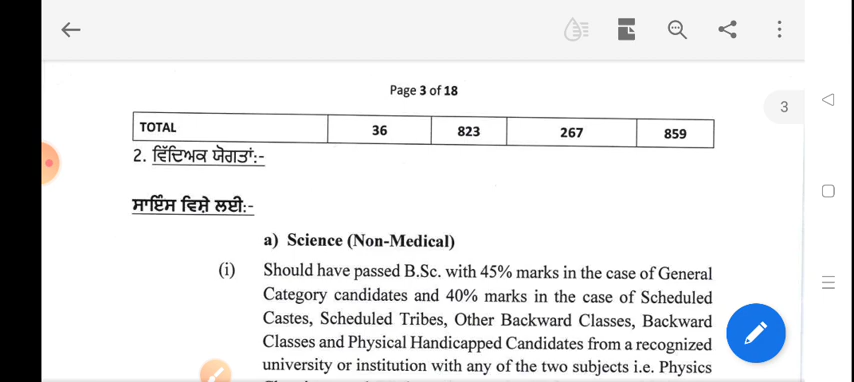 Page 3 of 18
3
TOTAL 36 823 267 859
2. ਵਿੱਦਿਅਕ ਯੋਗਤਾਂ:-
ਸਾਇੰਸ ਵਿਸ਼ੇ ਲਈ:-
a) Science (Non-Medical)
(i) Should have passed B.Sc. with 45% marks in the case of General
Category candidates and 40% marks in the case of Scheduled
Castes, Scheduled Tribes, Other Backward Classes, Backward
Classes and Physical Handicapped Candidates from a recognized
university or institution with any of the two subjects i.e. Physics